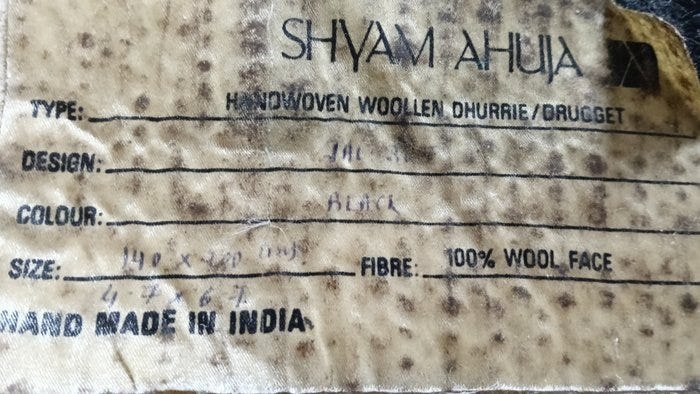 SHYAM AHUJA
TYPE: HANDWOVEN WOOLLEN DHURRIE/DRUGGET
DESIGN:
COLOUR: BLACK
SIZE: 140 x FIBRE: 100% WOOL FACE
HAND MADE IN INDIA